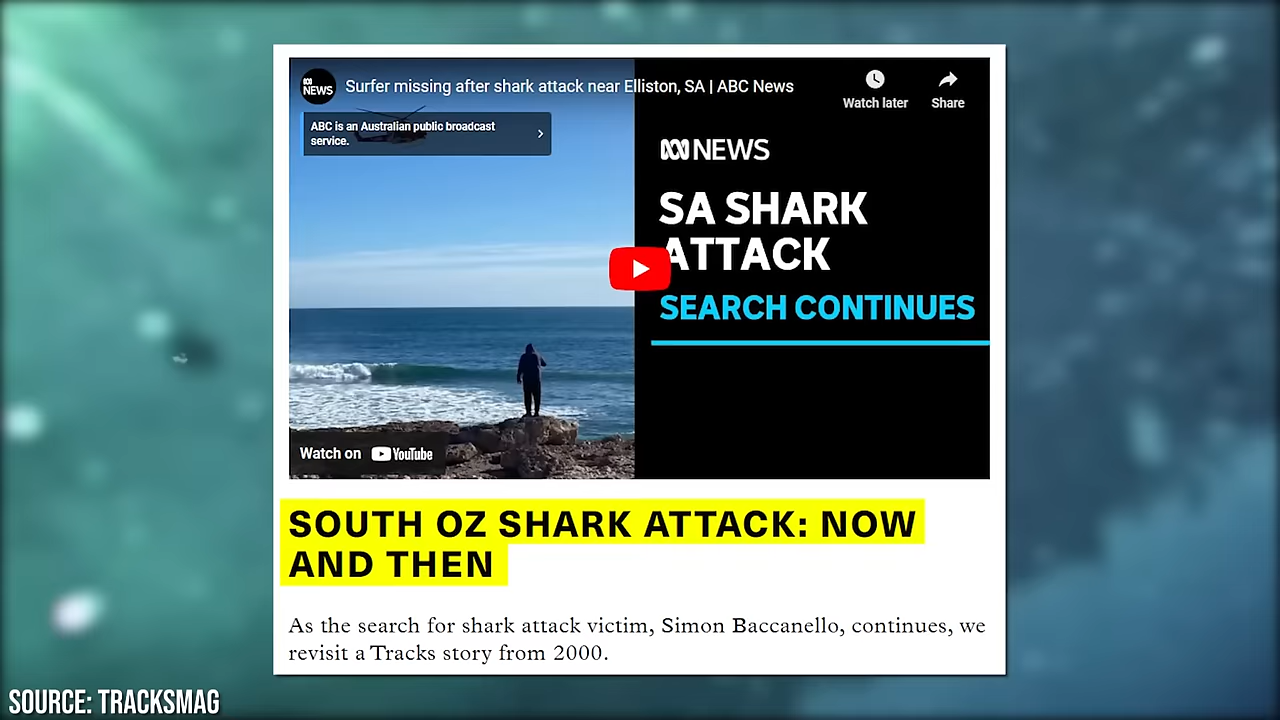 NEWS
Surfer missing after shark attack near Elliston, SA | ABC News
Watch later
Share
ABC is an Australian public broadcast
service.
NEWS
SA SHARK
ATTACK
SEARCH CONTINUES
Watch on YouTube
SOUTH OZ SHARK ATTACK: NOW
AND THEN
As the search for shark attack victim, Simon Baccanello, continues, we
revisit a Tracks story from 2000.
SOURCE: TRACKSMAG